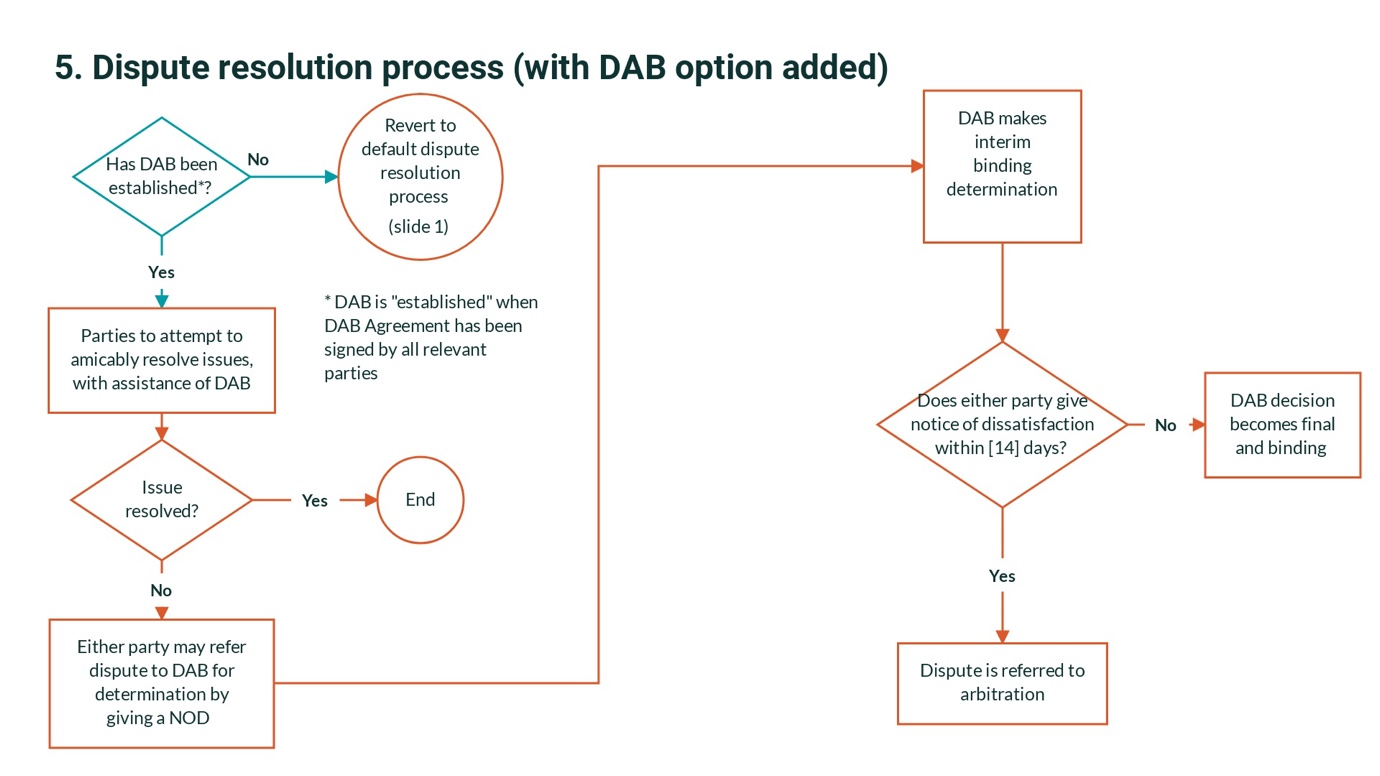 5. Dispute resolution process (with DAB option added)
Has DAB been
established*?
No
Revert to
default dispute
resolution
process
(slide 1)
Yes
* DAB is "established" when
DAB Agreement has been
signed by all relevant
parties
Parties to attempt to
amicably resolve issues,
with assistance of DAB
Issue
resolved?
Yes
End
No
Either party may refer
dispute to DAB for
determination by
giving a NOD
DAB makes
interim
binding
determination
Does either party give
notice of dissatisfaction
within [14] days?
No
DAB decision
becomes final
and binding
Yes
Dispute is referred to
arbitration